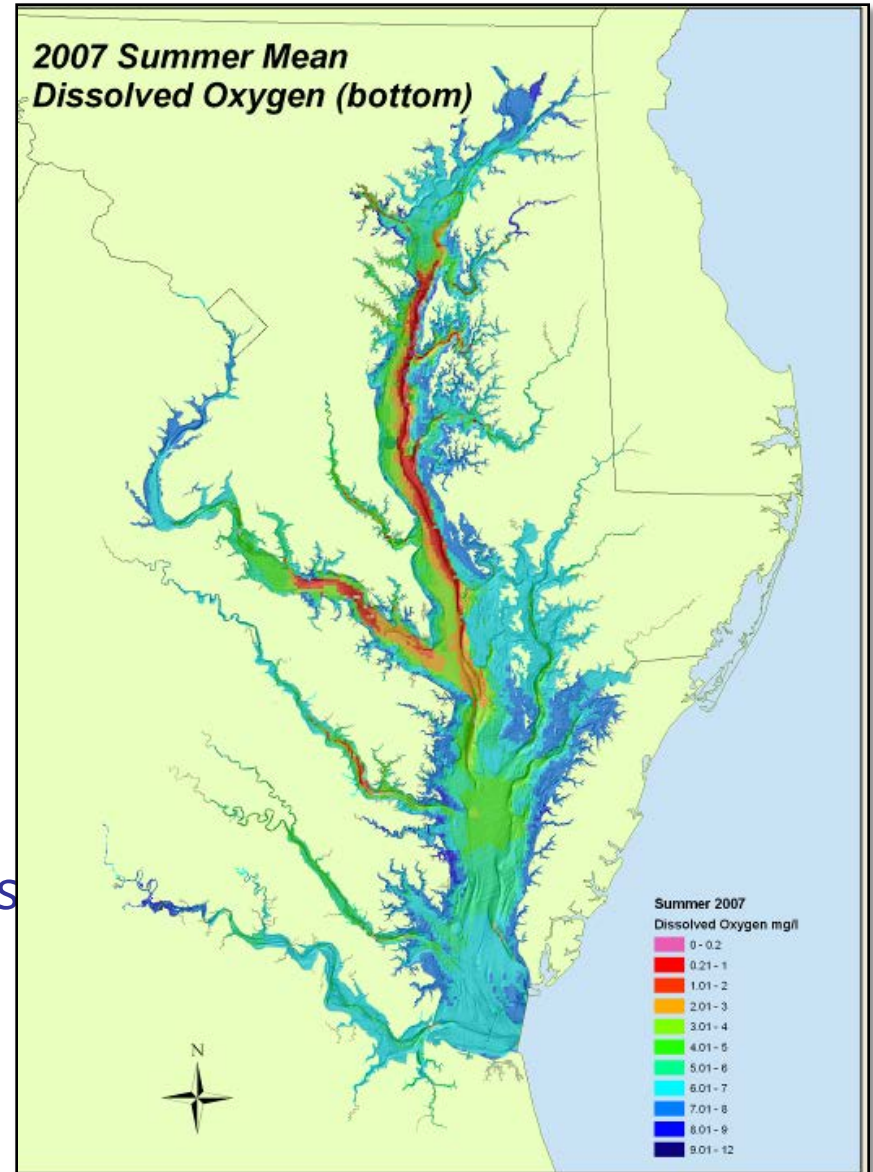 2007 Summer Mean
Dissolved Oxygen (bottom)
s
Summer 2007
Dissolved Oxygen mg/l
0 - 0.2
0.21 - 1
1.01 - 2
2.01 - 3
3.01 - 4
4.01 - 5
5.01 - 6
6.01 - 7
7.01 - 8
8.01 - 9
9.01 - 12
N